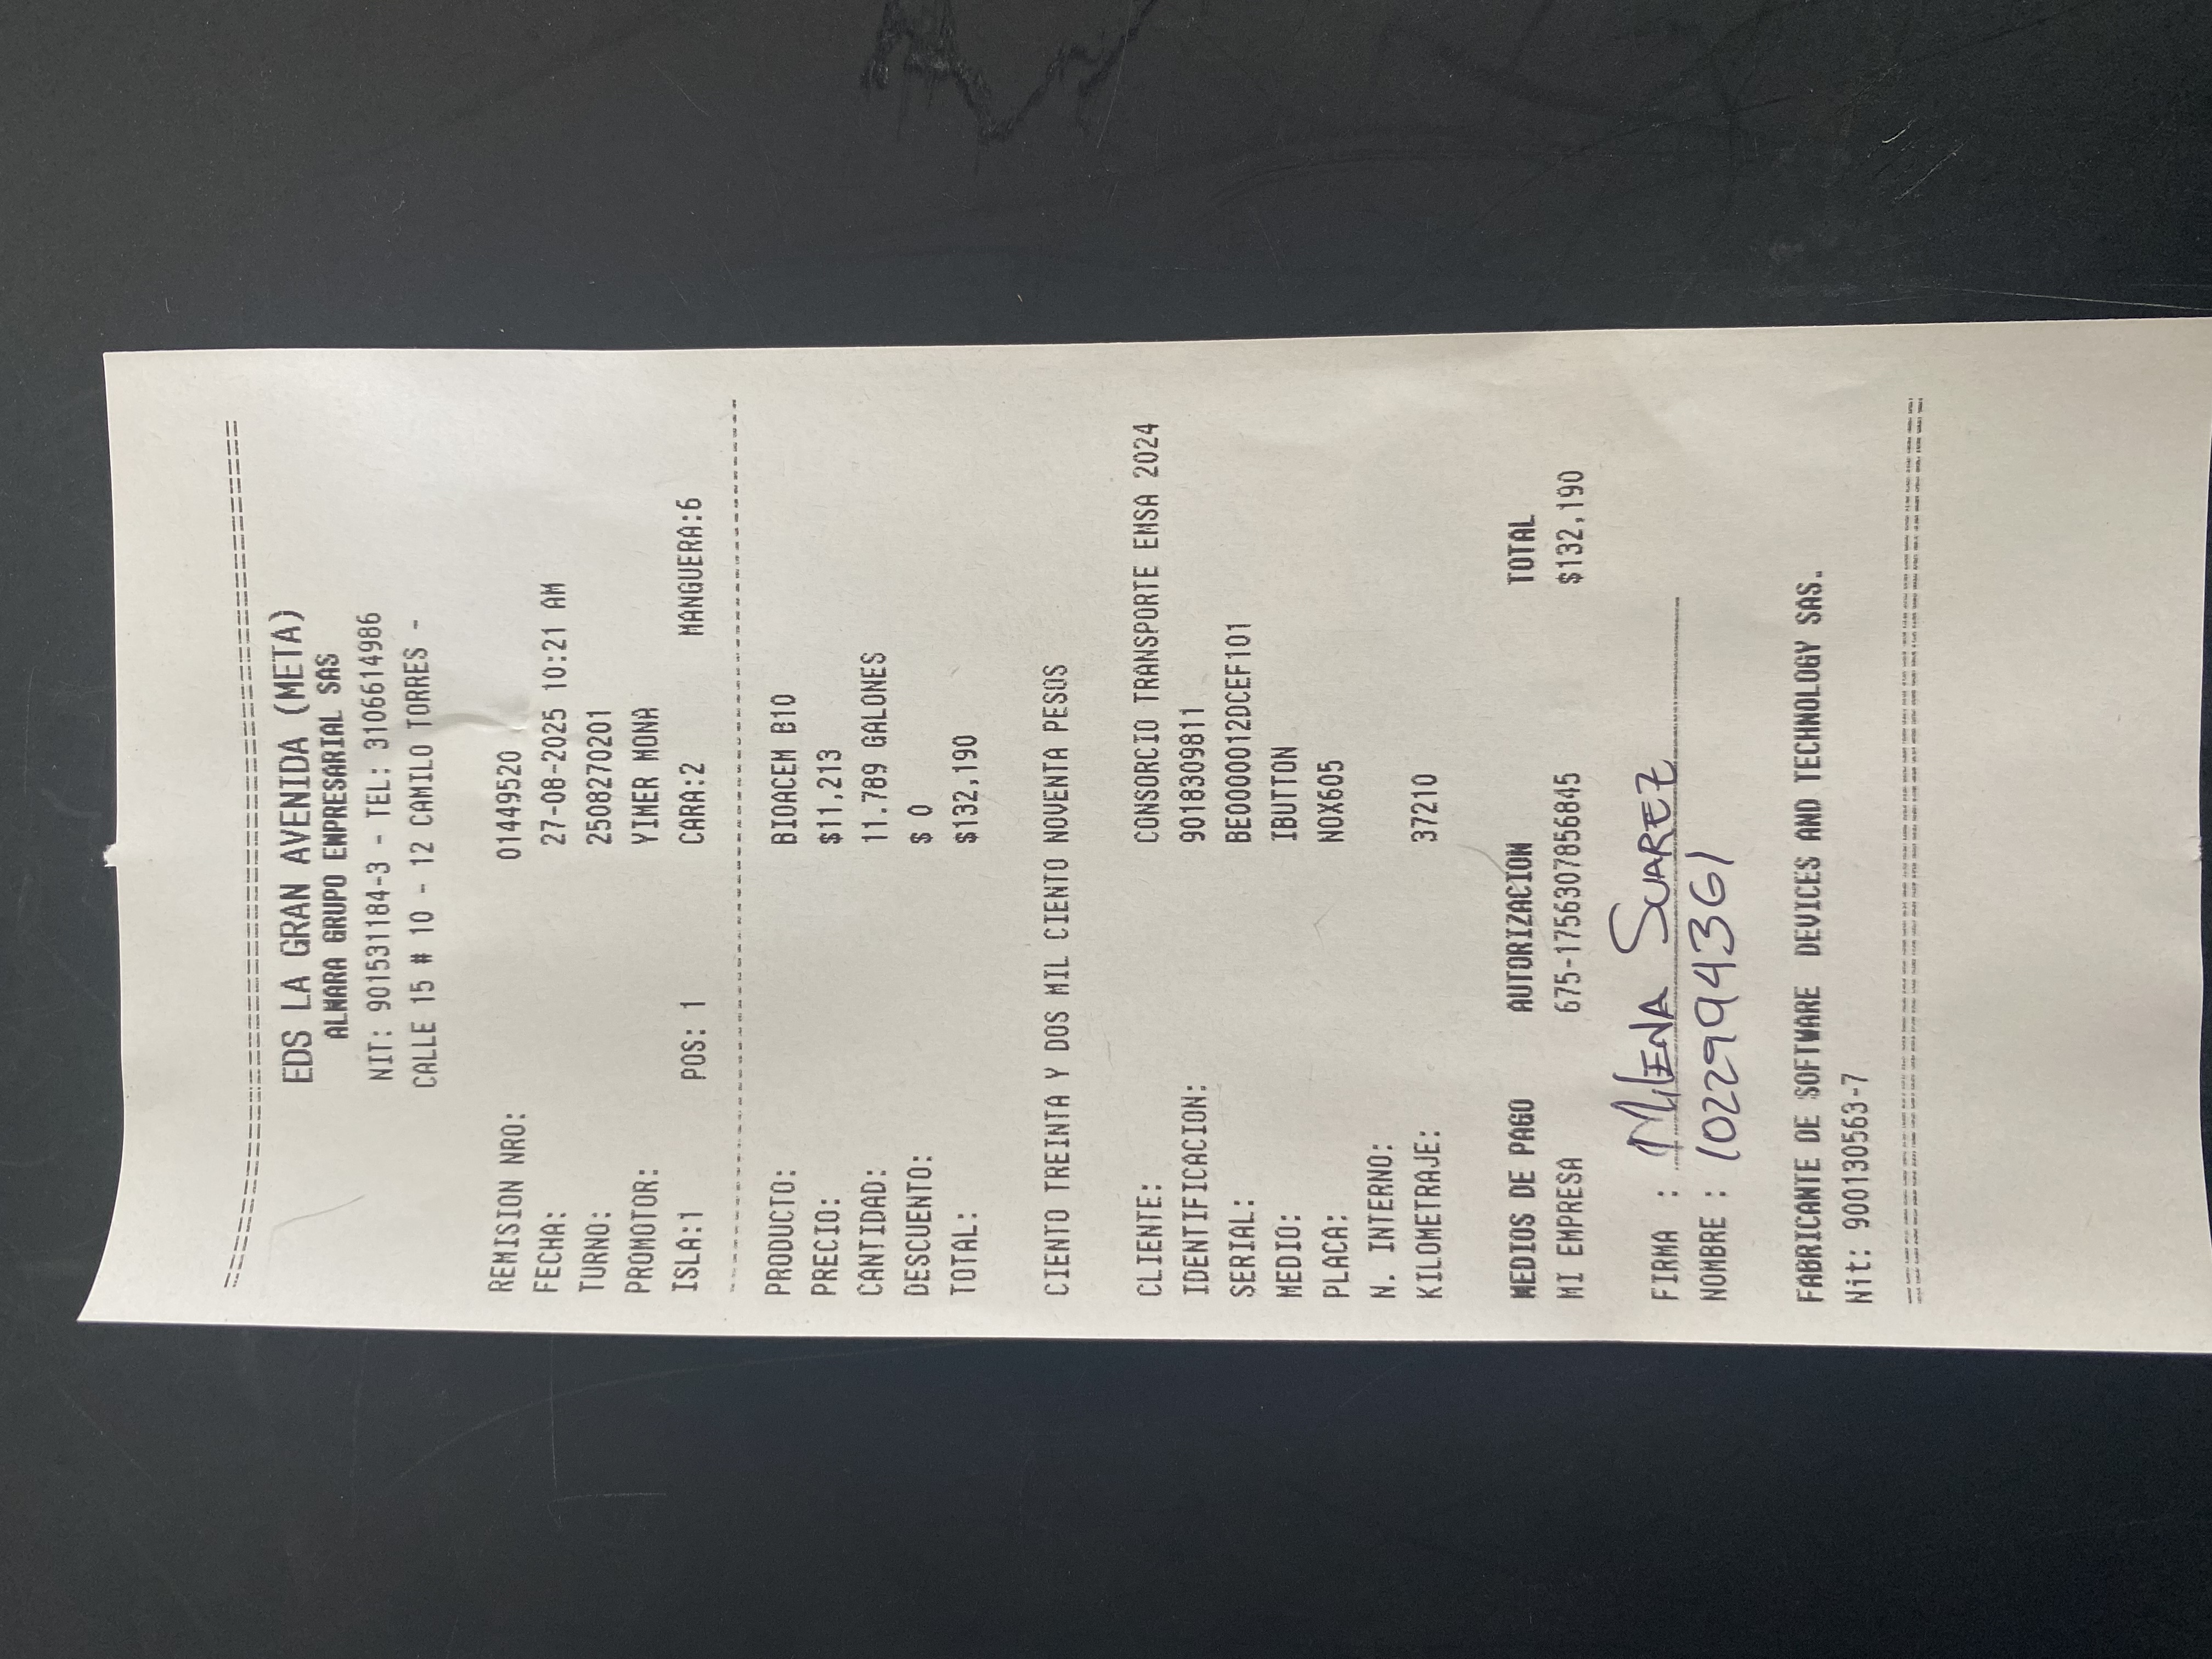 EDS LA GRAN AVENIDA (META)
ALMARA GRUPO EMPRESARIAL SAS
NIT: 901531184-3 - TEL: 3106614986
CALLE 15 # 10 - 12 CAMILO TORRES -
REMISION NRO: 01449520
FECHA: 27-08-2025 10:21 AM
TURNO: 2508270201
PROMOTOR: YIMER MONA
ISLA:1 POS: 1 CARA:2 MANGUERA:6
PRODUCTO: BIOACEM B10
PRECIO: $11,213
CANTIDAD: 11.789 GALONES
DESCUENTO: $ 0
TOTAL: $132,190
CIENTO TREINTA Y DOS MIL CIENTO NOVENTA PESOS
CLIENTE: CONSORCIO TRANSPORTE EMSA 2024
IDENTIFICACION: 9018309811
SERIAL: BE000012DCEF101
MEDIO: IBUTTON
PLACA: NOX605
N. INTERNO:
KILOMETRAJE: 37210
MEDIOS DE PAGO AUTORIZACION TOTAL
MI EMPRESA 675-1756307856845 $132,190
FIRMA : MILENA SUAREZ
NOMBRE : 1022994361
FABRICANTE DE SOFTWARE DEVICES AND TECHNOLOGY SAS.
Nit: 900130563-7